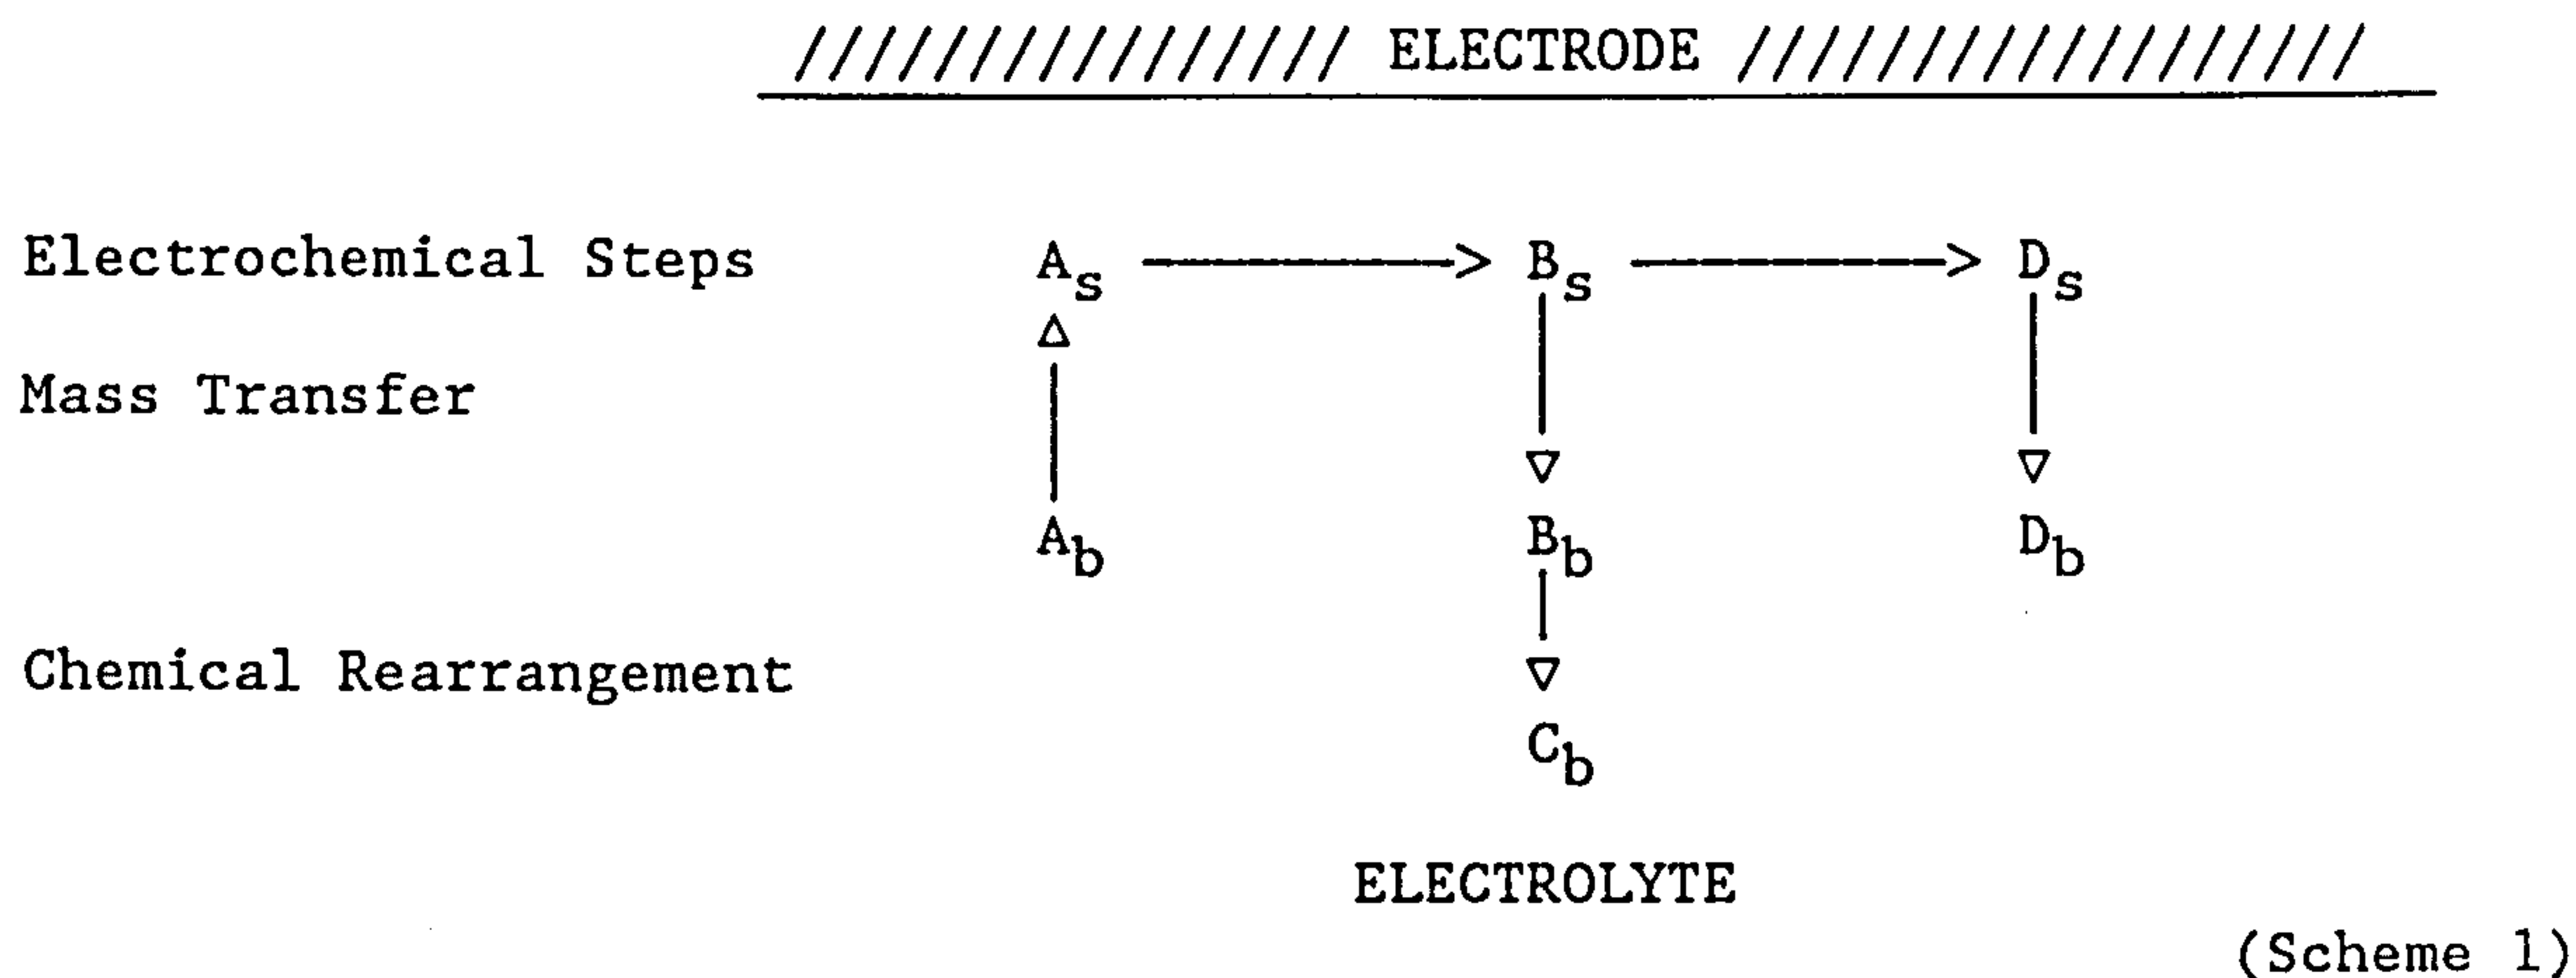 //////////////// ELECTRODE //////////////////
Electrochemical Steps A_s ———> B_s ———> D_s
Mass Transfer
A_b B_b D_b
Chemical Rearrangement
C_b
ELECTROLYTE
(Scheme 1)